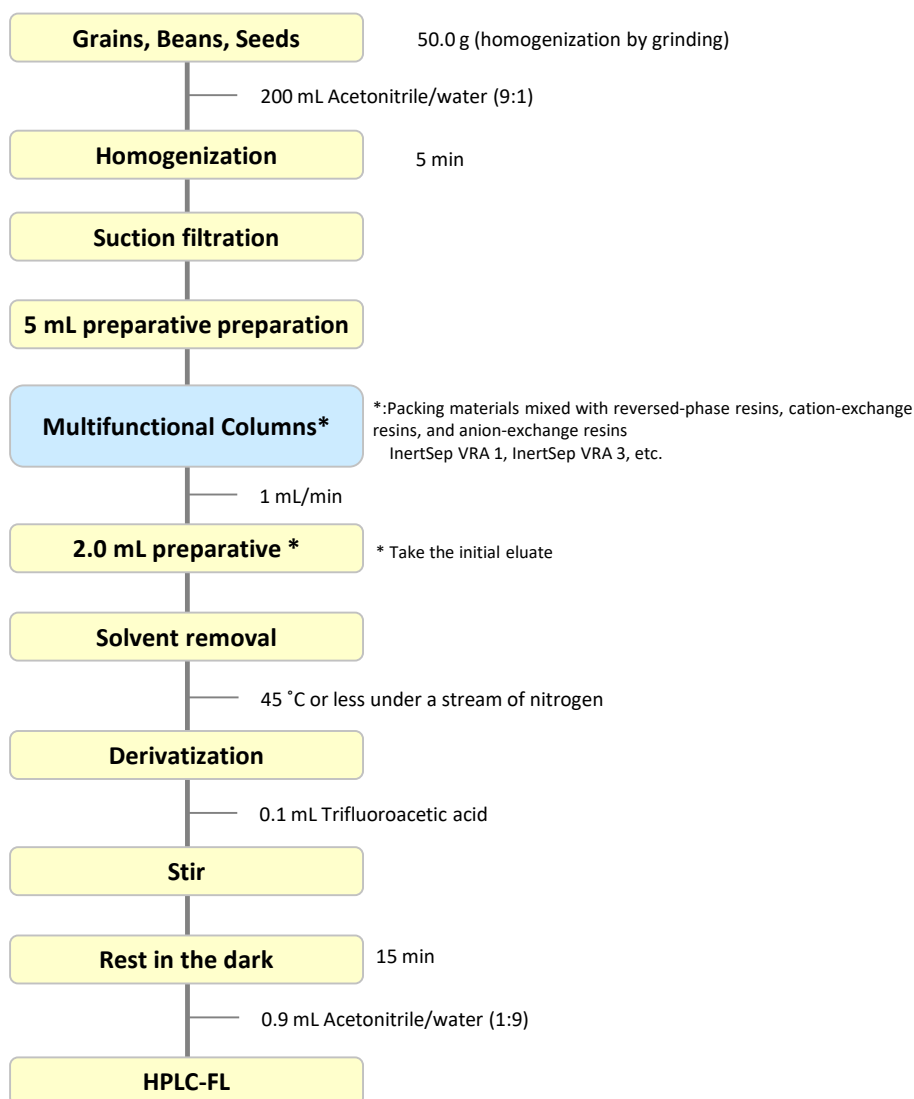 Grains, Beans, Seeds
50.0 g (homogenization by grinding)
200 mL Acetonitrile/water (9:1)
Homogenization
5 min
Suction filtration
5 mL preparative preparation
Multifunctional Columns*
*:Packing materials mixed with reversed-phase resins, cation-exchange
resins, and anion-exchange resins
InertSep VRA 1, InertSep VRA 3, etc.
1 mL/min
2.0 mL preparative *
* Take the initial eluate
Solvent removal
45 ˚C or less under a stream of nitrogen
Derivatization
0.1 mL Trifluoroacetic acid
Stir
Rest in the dark
15 min
0.9 mL Acetonitrile/water (1:9)
HPLC-FL